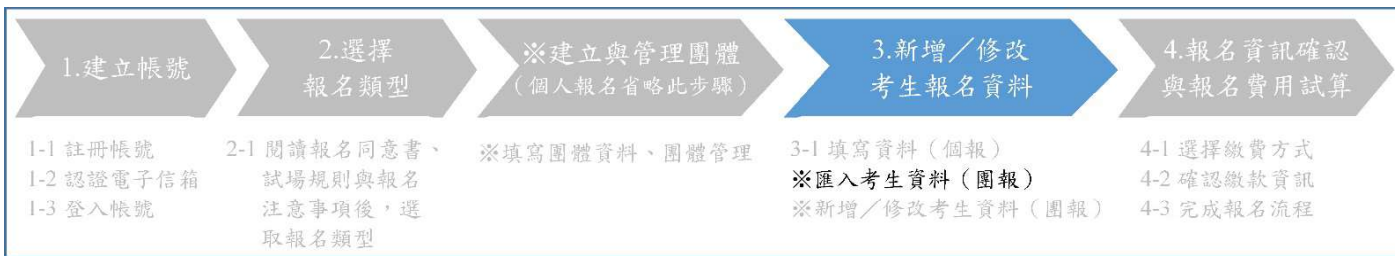 1.建立帳號
2.選擇
報名類型
※建立與管理團體
（個人報名省略此步驟）
3.新增／修改
考生報名資料
4.報名資訊確認
與報名費用試算
1-1 註冊帳號
1-2 認證電子信箱
1-3 登入帳號
2-1 閱讀報名同意書、
試場規則與報名
注意事項後，選
取報名類型
※填寫團體資料、團體管理
3-1 填寫資料（個報）
※匯入考生資料（團報）
※新增／修改考生資料（團報）
4-1 選擇繳費方式
4-2 確認繳款資訊
4-3 完成報名流程